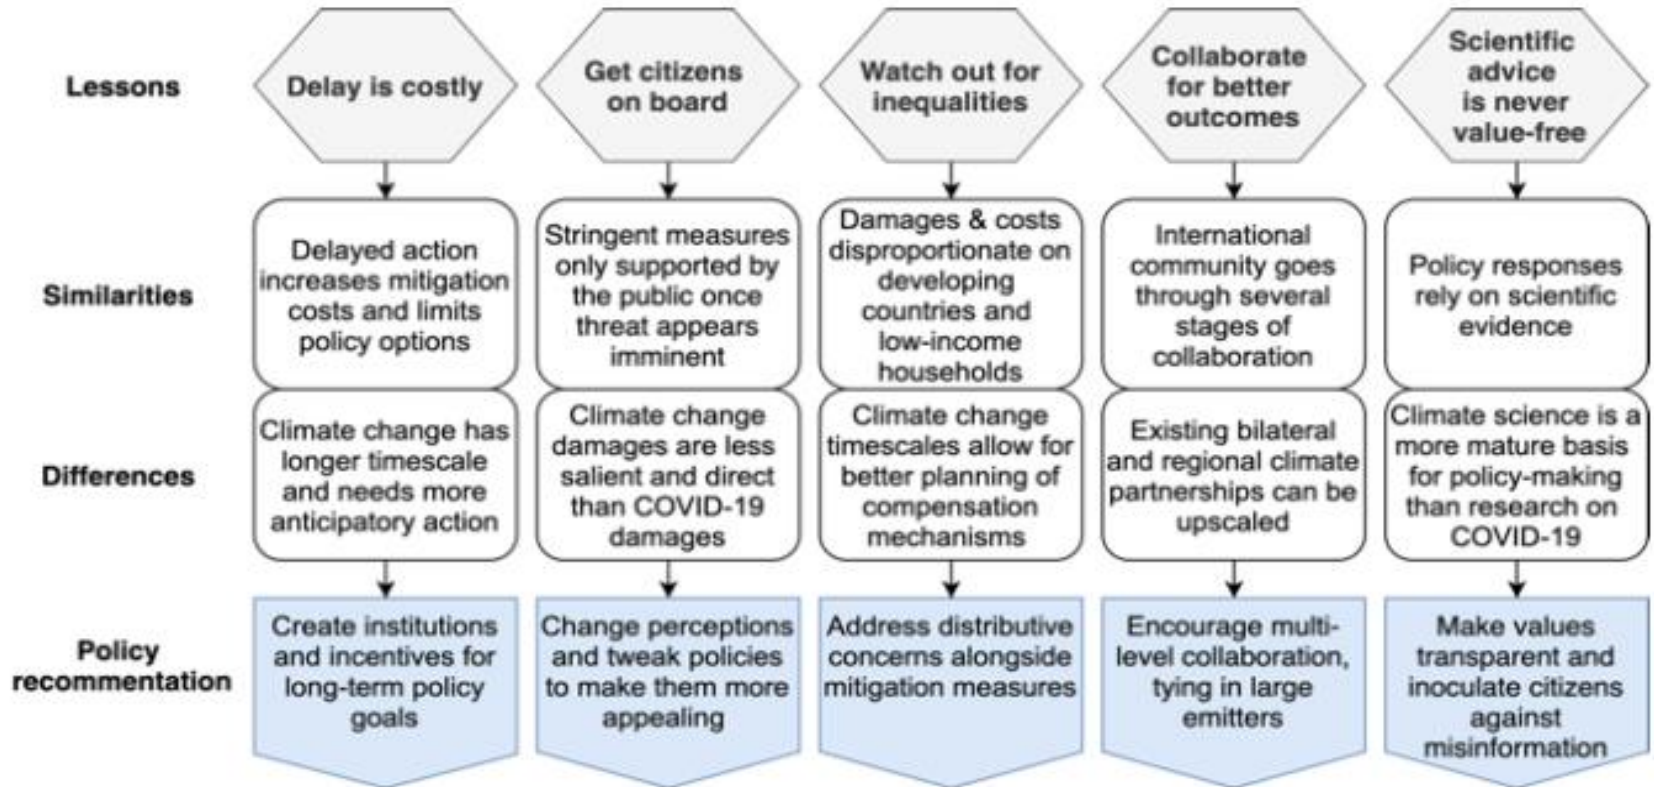 Lessons
Delay is costly
Get citizens
on board
Watch out for
inequalities
Collaborate
for better
outcomes
Scientific
advice
is never
value-free
Similarities
Delayed action
increases mitigation
costs and limits
policy options
Stringent measures
only supported by
the public once
threat appears
imminent
Damages & costs
disproportionate on
developing
countries and
low-income
households
International
community goes
through several
stages of
collaboration
Policy responses
rely on scientific
evidence
Differences
Climate change has
longer timescale
and needs more
anticipatory action
Climate change
damages are less
salient and direct
than COVID-19
damages
Climate change
timescales allow for
better planning of
compensation
mechanisms
Existing bilateral
and regional climate
partnerships can be
upscaled
Climate science is a
more mature basis
for policy-making
than research on
COVID-19
Policy
recommendation
Create institutions
and incentives for
long-term policy
goals
Change perceptions
and tweak policies
to make them more
appealing
Address distributive
concerns alongside
mitigation measures
Encourage multi-
level collaboration,
tying in large
emitters
Make values
transparent and
inoculate citizens
against
misinformation